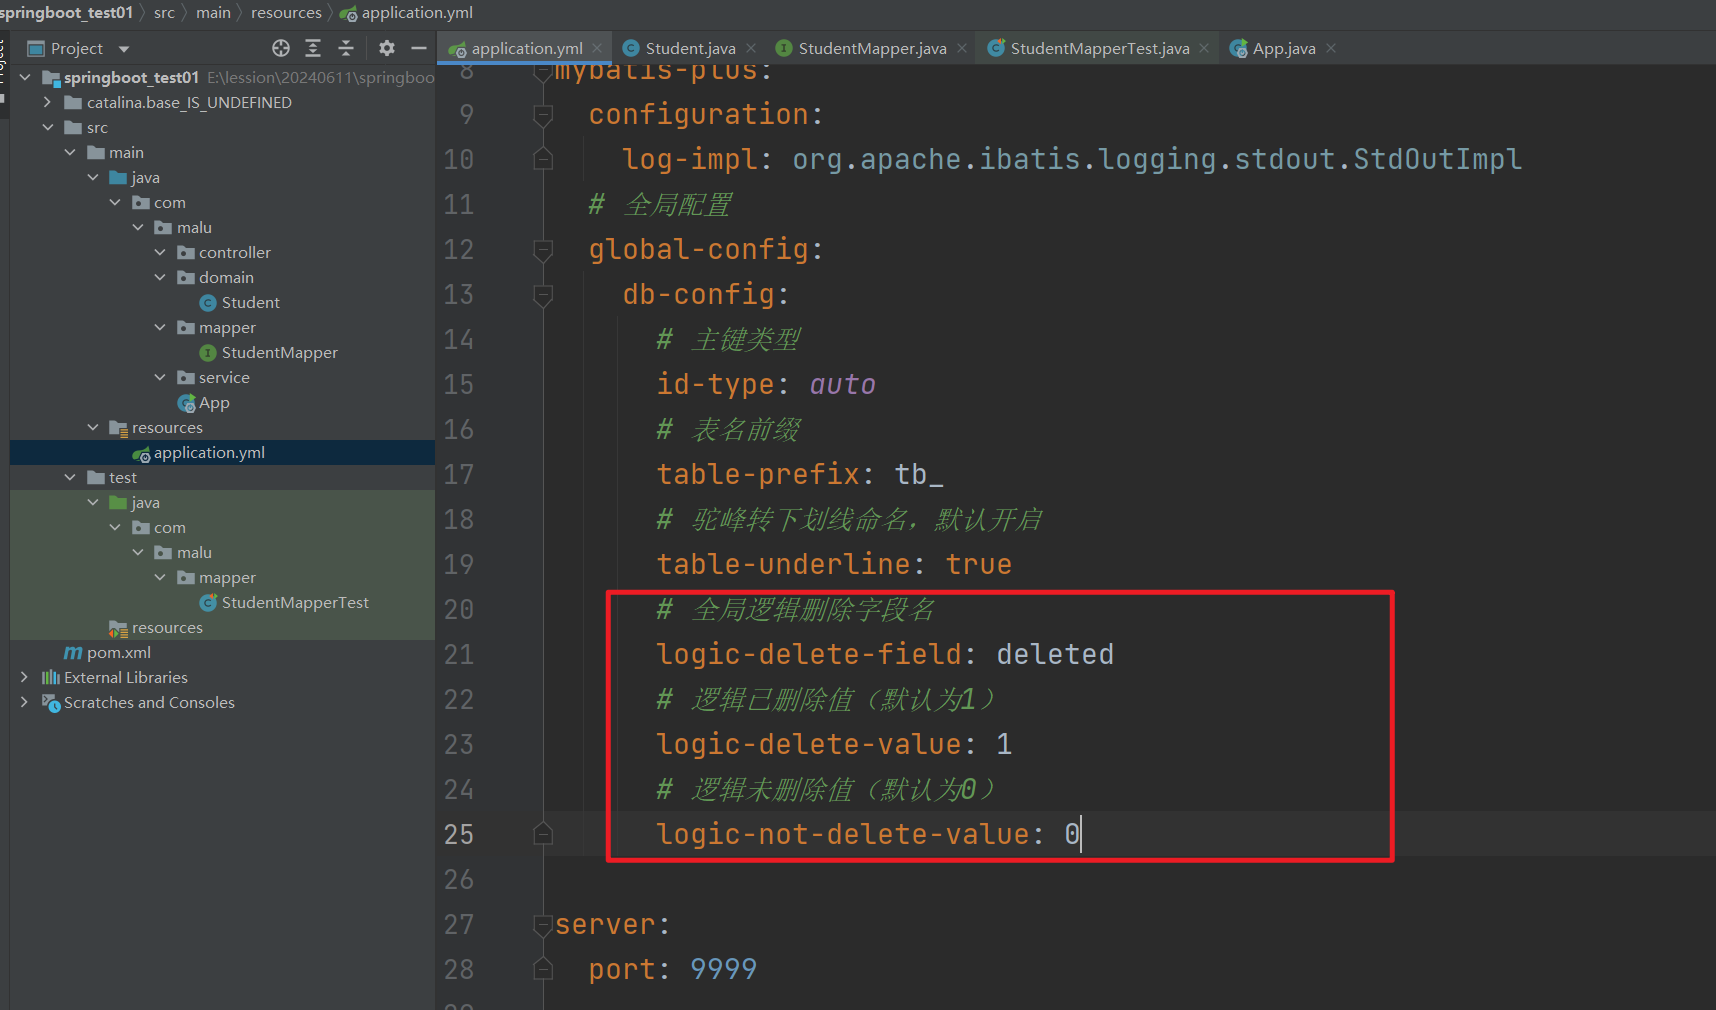 springboot_test01 src main resources application.yml
Project
application.yml Student.java StudentMapper.java StudentMapperTest.java App.java
springboot_test01 E:\lession\20240611\springboo
catalina.base_IS_UNDEFINED
src
main
java
com
malu
controller
domain
Student
mapper
StudentMapper
service
App
resources
application.yml
test
java
com
malu
mapper
StudentMapperTest
resources
pom.xml
External Libraries
Scratches and Consoles
8 mybatis-plus:
9 configuration:
10 log-impl: org.apache.ibatis.logging.stdout.StdOutImpl
11 # 全局配置
12 global-config:
13 db-config:
14 # 主键类型
15 id-type: auto
16 # 表名前缀
17 table-prefix: tb_
18 # 驼峰转下划线命名，默认开启
19 table-underline: true
20 # 全局逻辑删除字段名
21 logic-delete-field: deleted
22 # 逻辑已删除值（默认为1）
23 logic-delete-value: 1
24 # 逻辑未删除值（默认为0）
25 logic-not-delete-value: 0
26
27 server:
28 port: 9999